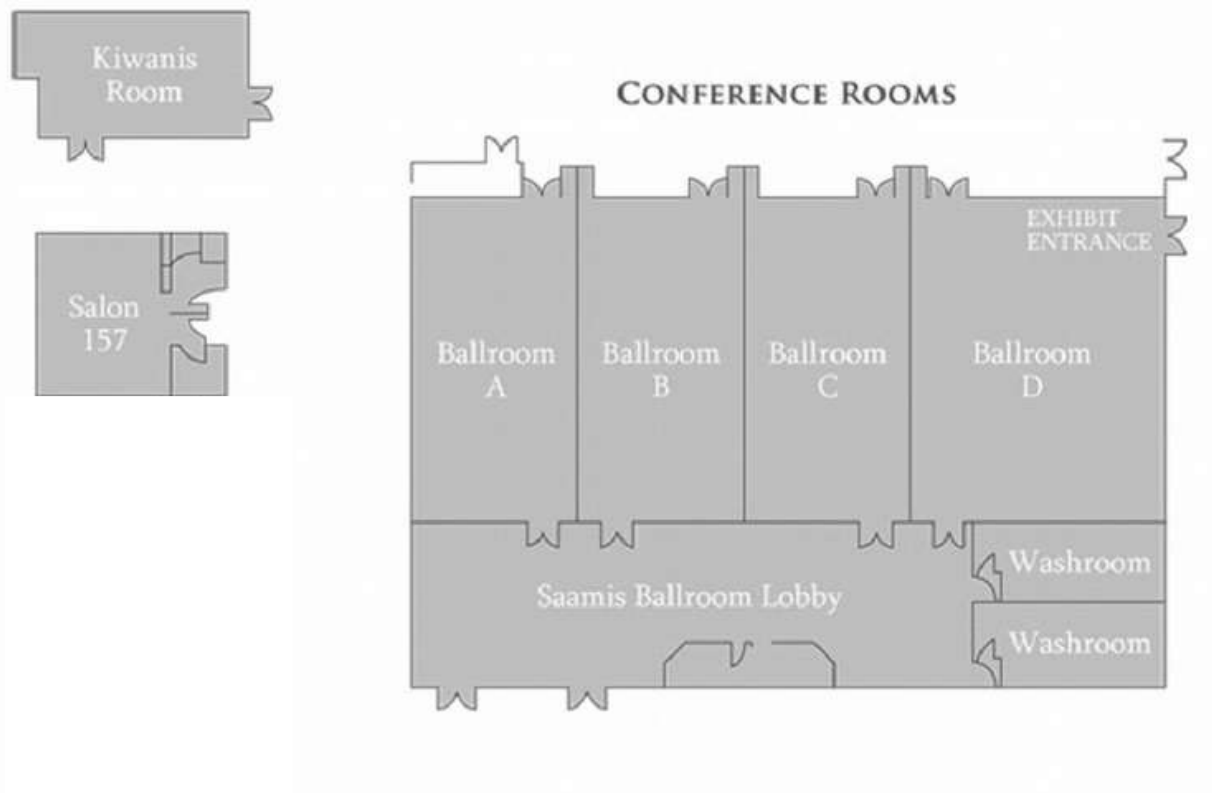 Kiwanis
Room
CONFERENCE ROOMS
EXHIBIT
ENTRANCE
Salon
157
Ballroom
A
Ballroom
B
Ballroom
C
Ballroom
D
Washroom
Saamis Ballroom Lobby
Washroom